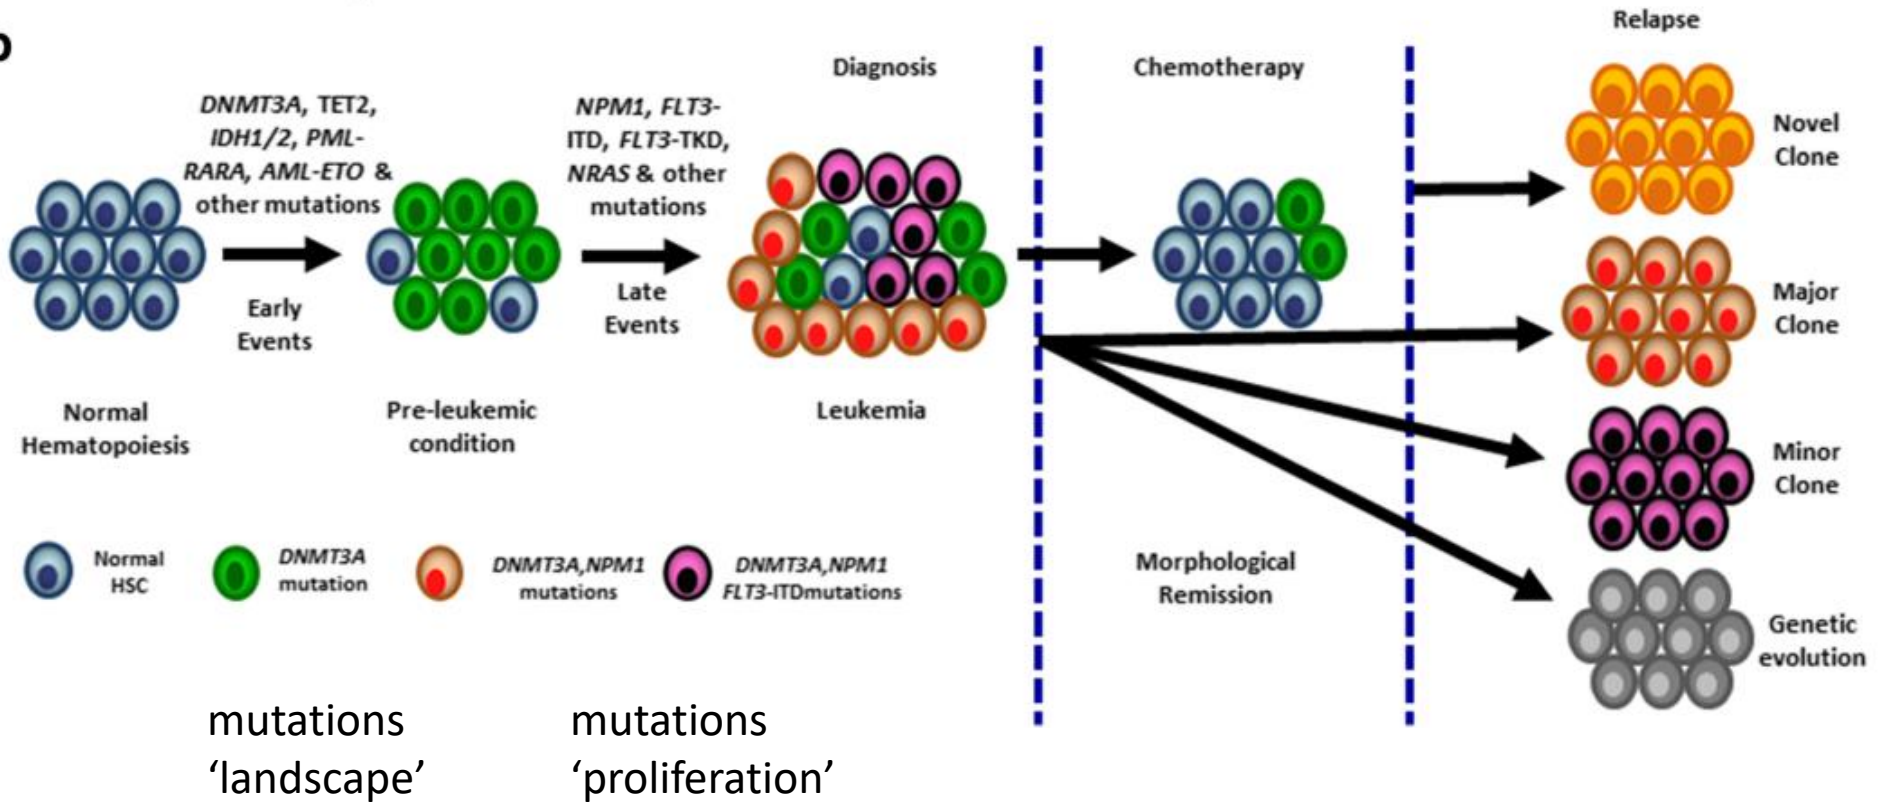 b
Relapse
Diagnosis
Chemotherapy
DNMT3A, TET2,
IDH1/2, PML-
RARA, AML-ETO &
other mutations
NPM1, FLT3-
ITD, FLT3-TKD,
NRAS & other
mutations
Novel
Clone
Early
Events
Late
Events
Major
Clone
Normal
Hematopoiesis
Pre-leukemic
condition
Leukemia
Minor
Clone
Normal
HSC
DNMT3A
mutation
DNMT3A,NPM1
mutations
DNMT3A,NPM1
FLT3-ITDmutations
Morphological
Remission
Genetic
evolution
mutations
‘landscape’
mutations
‘proliferation’